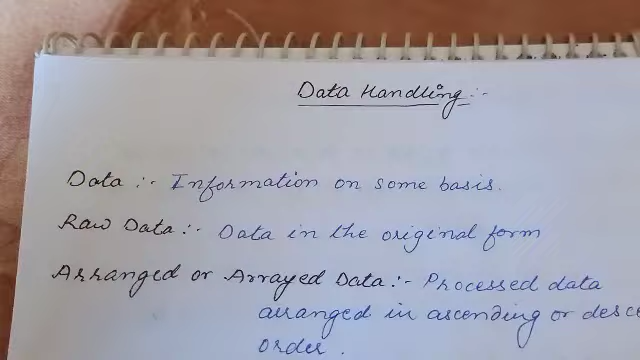 Data Handling :-
Data :- Information on some basis.
Raw Data :- Data in the original form
Arranged or Arrayed Data :- Processed data
arranged in ascending or desce
order.